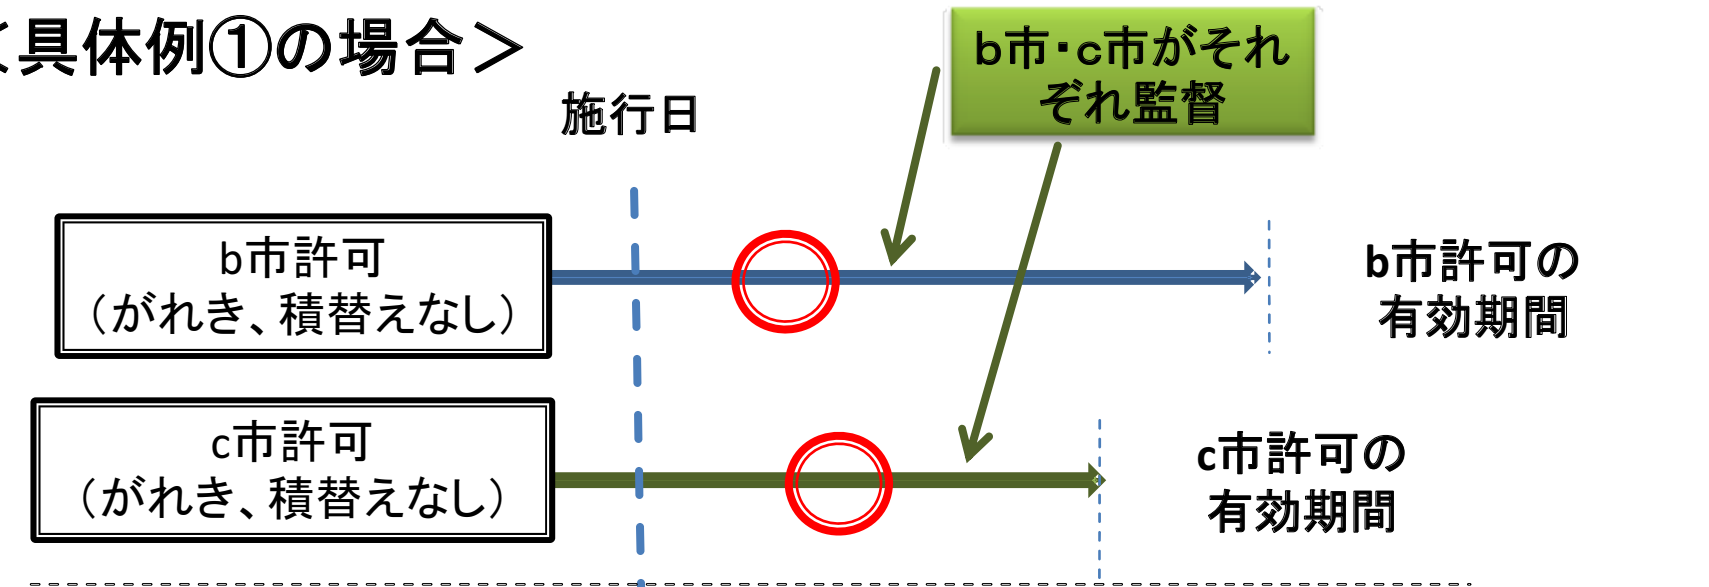 ＜具体例①の場合＞
b市・c市がそれ
ぞれ監督
施行日
b市許可
（がれき、積替えなし）
b市許可の
有効期間
c市許可
（がれき、積替えなし）
c市許可の
有効期間